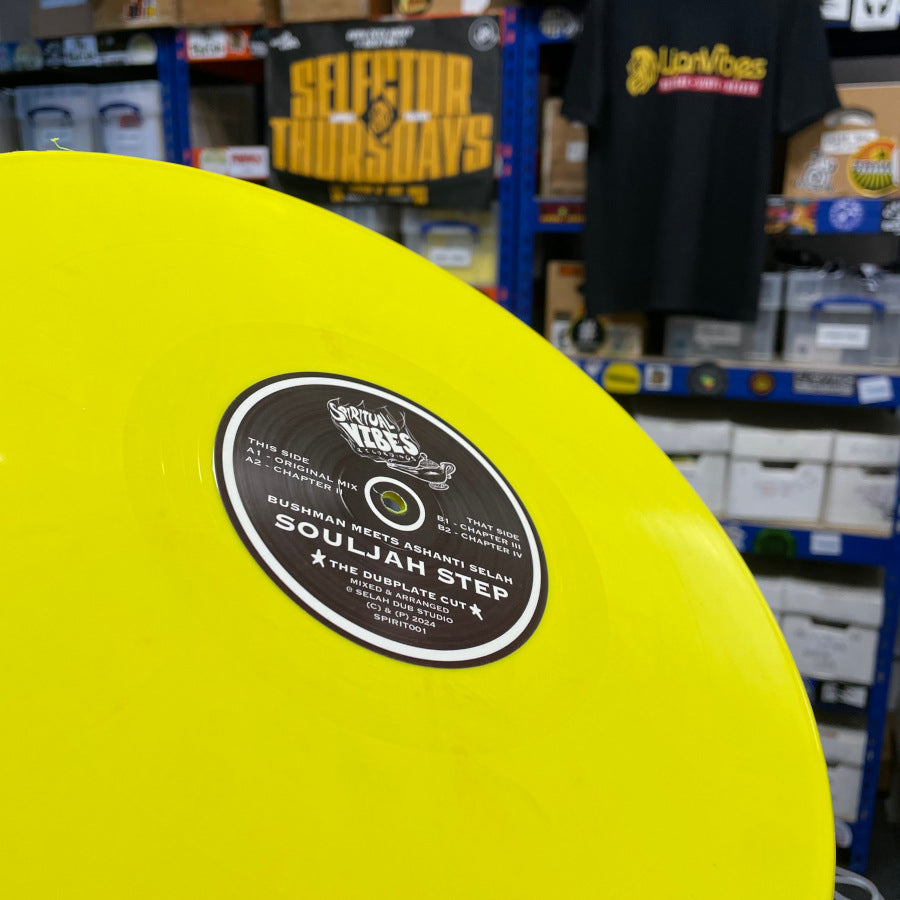 SELECTOR
THURSDAYS
LionVibes
SPIRITUAL
VIBES
RECORDINGS
THIS SIDE
A1 - ORIGINAL MIX
A2 - CHAPTER II
THAT SIDE
B1 - CHAPTER III
B2 - CHAPTER IV
BUSHMAN MEETS ASHANTI SELAH
SOULJAH STEP
★ THE DUBPLATE CUT ★
MIXED & ARRANGED
@ SELAH DUB STUDIO
(C) & (P) 2024
SPIRIT001